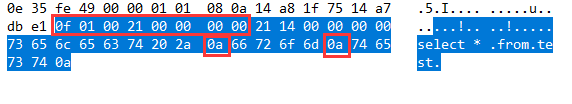 0e 35 fe 49 00 00 01 01 08 0a 14 a8 1f 75 14 a7 .5.I.... .....u..
db e1 0f 01 00 21 00 00 00 00 21 14 00 00 00 00 .....!.. ..!.....
73 65 6c 65 63 74 20 2a 0a 66 72 6f 6d 0a 74 65 select * .from.te
73 74 0a st.